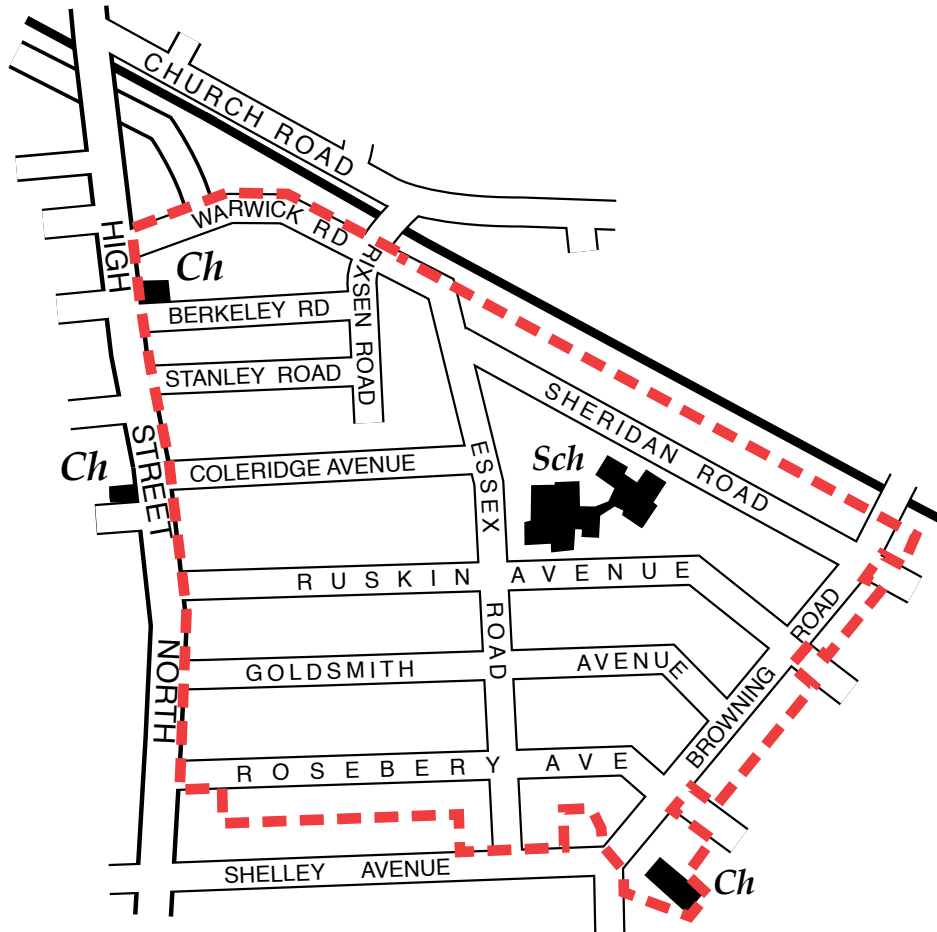 CHURCH ROAD
WARWICK RD
HIGH
Ch
RIXSEN ROAD
BERKELEY RD
STANLEY ROAD
SHERIDAN ROAD
STREET
Ch
COLERIDGE AVENUE
ESSEX
Sch
RUSKIN AVENUE
ROAD
ROAD
GOLDSMITH AVENUE
NORTH
BROWNING
ROSEBERY AVE
SHELLEY AVENUE
Ch